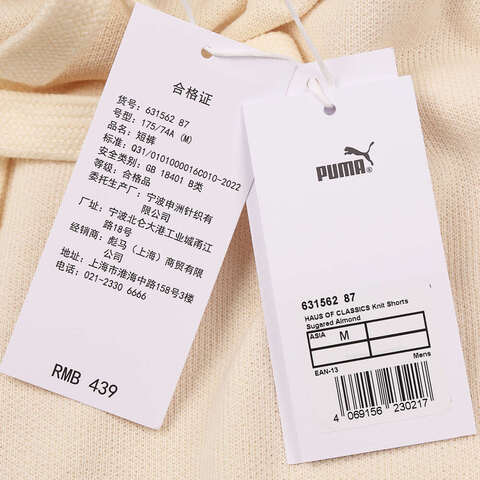 合格证
货号: 631562 87
号型: 175/74A (M)
品名: 短裤
标准: Q31/0101000016C010-2022
安全类别: GB 18401 B类
等级: 合格品
委托生产厂: 宁波申洲针织有
限公司
厂址: 宁波北仑大港工业城甬江
路18号
经销商: 彪马(上海)商贸有限
公司
地址: 上海市淮海中路158号3楼
电话: 021-2330 6666
RMB 439
PUMA
631562 87
HAUS OF CLASSICS Knit Shorts
Sugared Almond
ASIA M
EAN-13 Mens
4 069156 230217